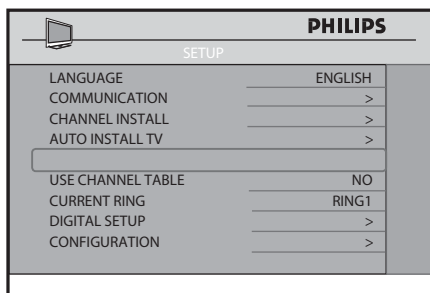 PHILIPS
SETUP
LANGUAGE ENGLISH
COMMUNICATION >
CHANNEL INSTALL >
AUTO INSTALL TV >
USE CHANNEL TABLE NO
CURRENT RING RING1
DIGITAL SETUP >
CONFIGURATION >